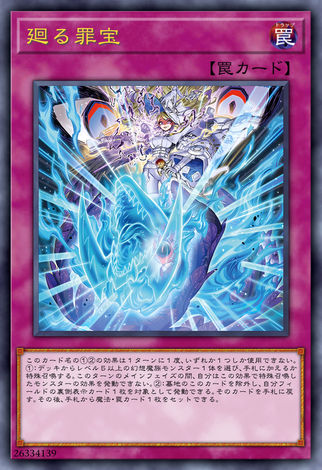 廻る罪宝
トラップ
罠
【罠カード】
このカード名の①②の効果は１ターンに１度、いずれか１つしか使用できない。
①：デッキからレベル５以上の幻想魔族モンスター１体を選び、手札に加えるか
特殊召喚する。このターンのメインフェイズの間、自分はこの効果で特殊召喚し
たモンスターの効果を発動できない。②：墓地のこのカードを除外し、自分フィ
ールドの裏側表示カード１枚を対象として発動できる。そのカードを手札に戻
す。その後、手札から魔法・罠カード１枚をセットできる。
26334139